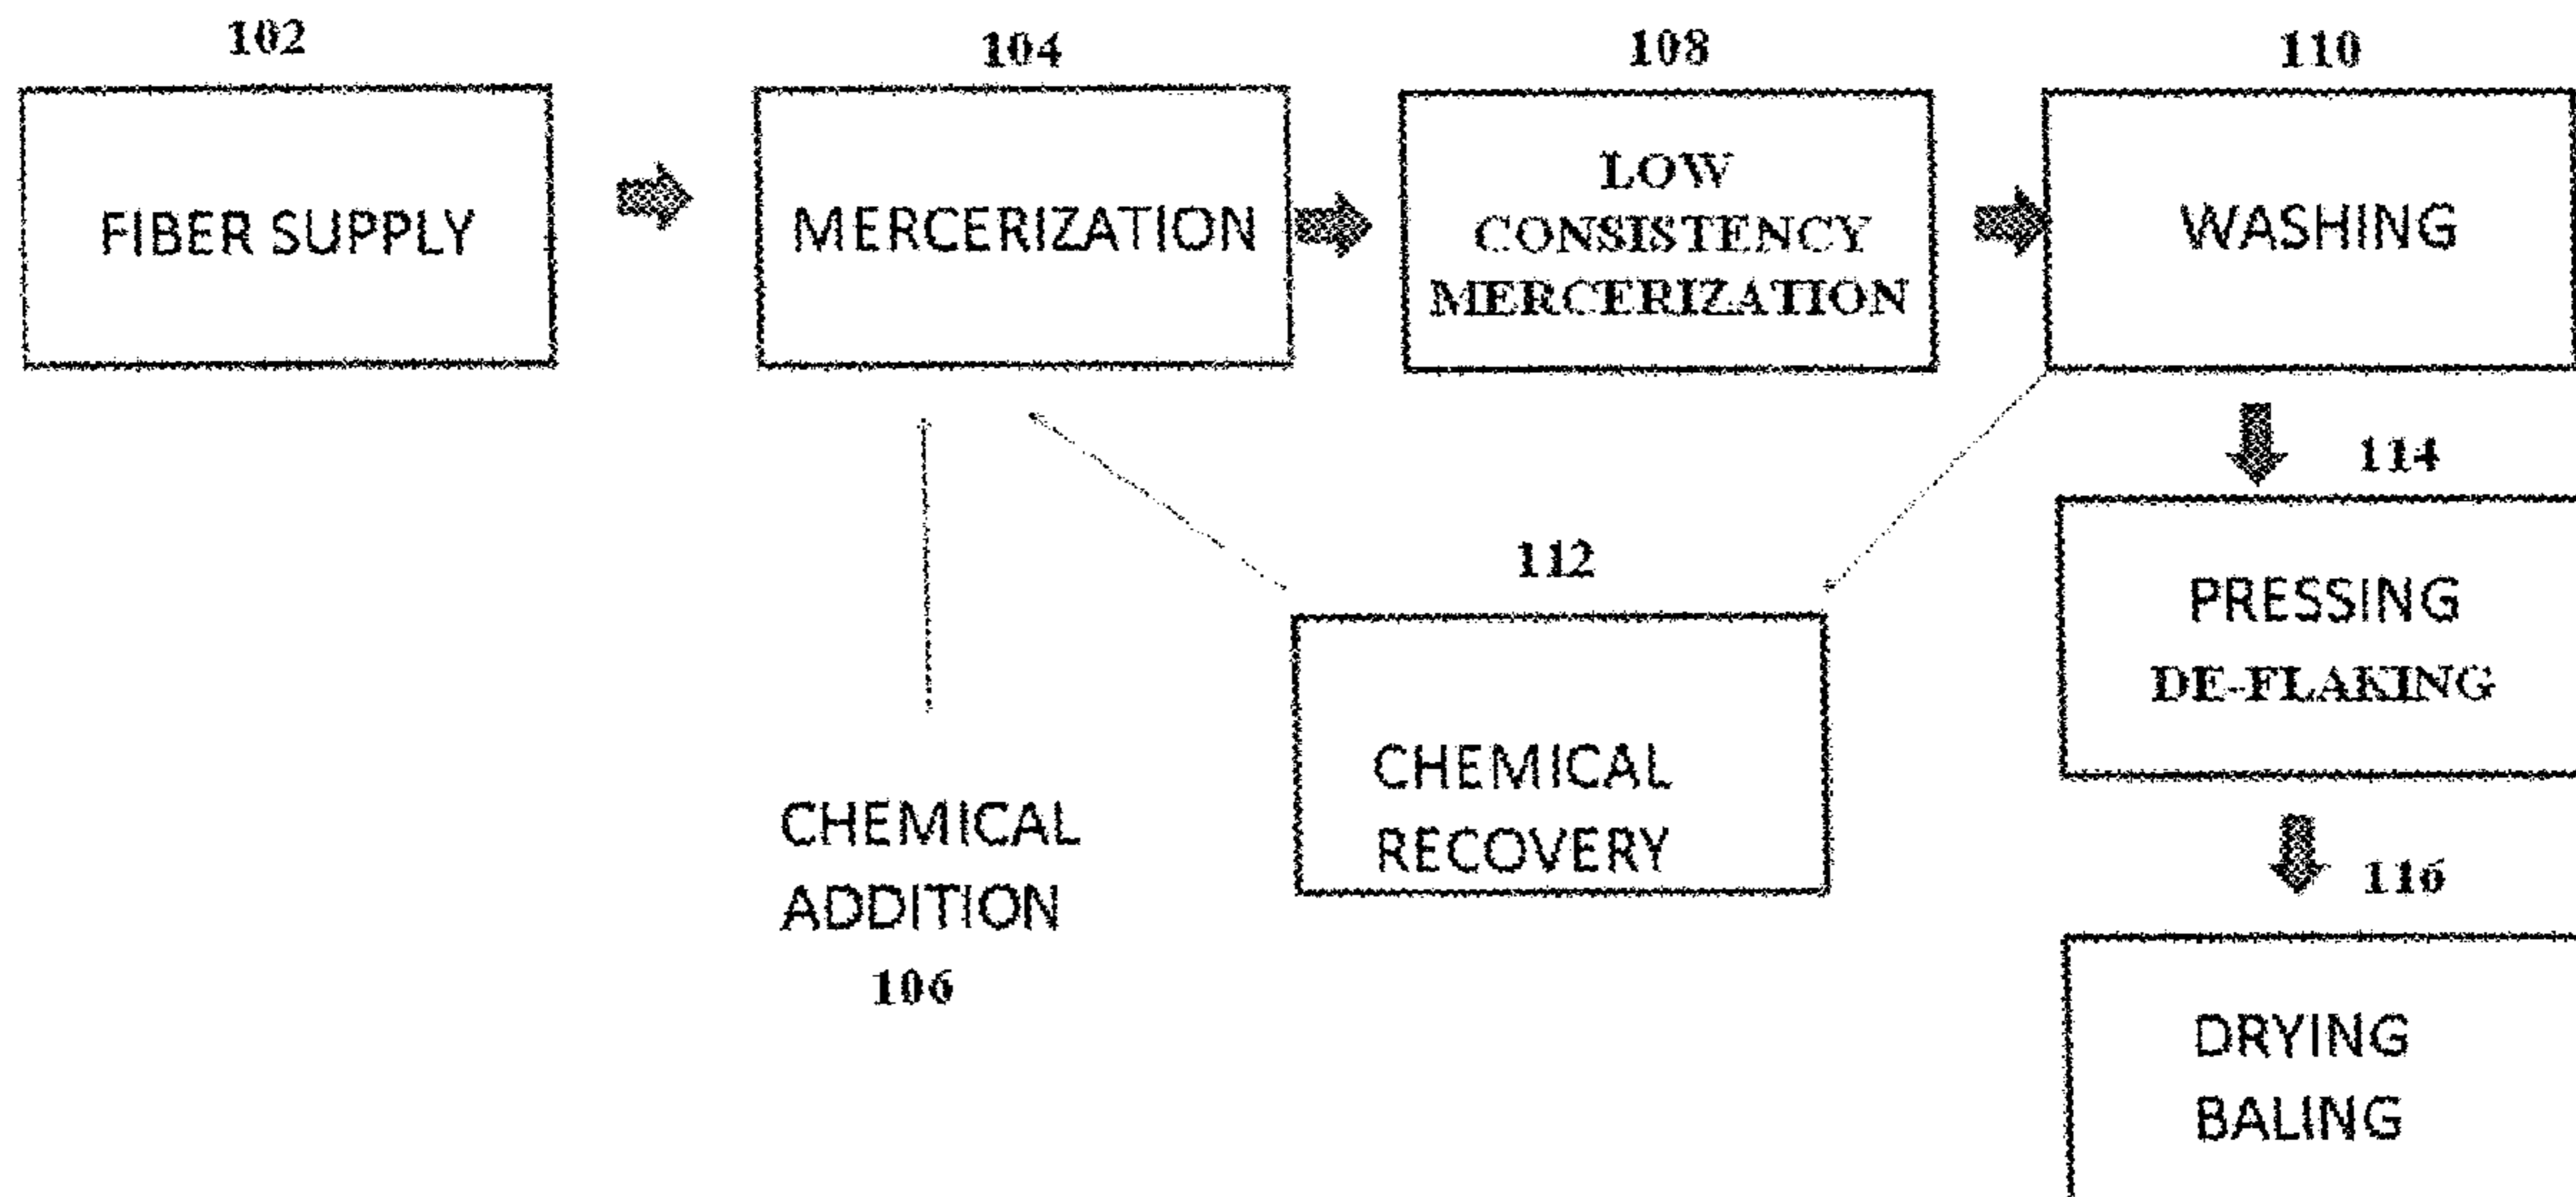 102
FIBER SUPPLY
104
MERCERIZATION
108
LOW
CONSISTENCY
MERCERIZATION
110
WASHING
114
PRESSING
DE-FLAKING
112
CHEMICAL
RECOVERY
CHEMICAL
ADDITION
106
116
DRYING
BALING